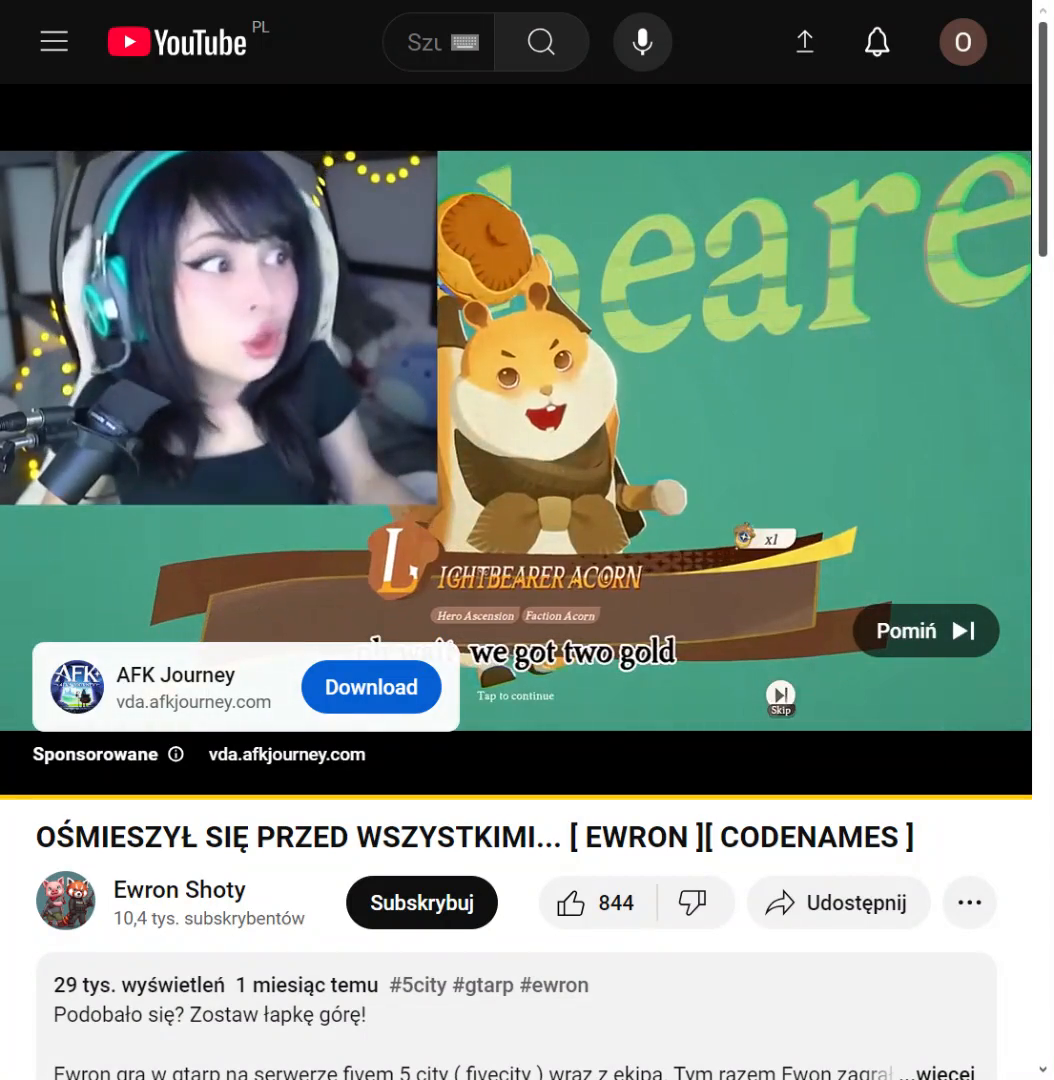 YouTube PL
Szu
O
beare
LIGHTBEARER ACORN
x1
Hero Ascension Faction Acorn
Pomiń
we got two gold
AFK Journey
vda.afkjourney.com
Download
AFK
Tap to continue
Skip
Sponsorowane vda.afkjourney.com
OŚMIESZYŁ SIĘ PRZED WSZYSTKIMI... [ EWRON ][ CODENAMES ]
Ewron Shoty
10,4 tys. subskrybentów
Subskrybuj
844
Udostępnij
29 tys. wyświetleń 1 miesiąc temu #5city #gtarp #ewron
Podobało się? Zostaw łapkę górę!
Ewron gra w gtarp na serwerze fivem 5 city ( fivecity ) wraz z ekipą. Tym razem Ewon zagrał ...więcej